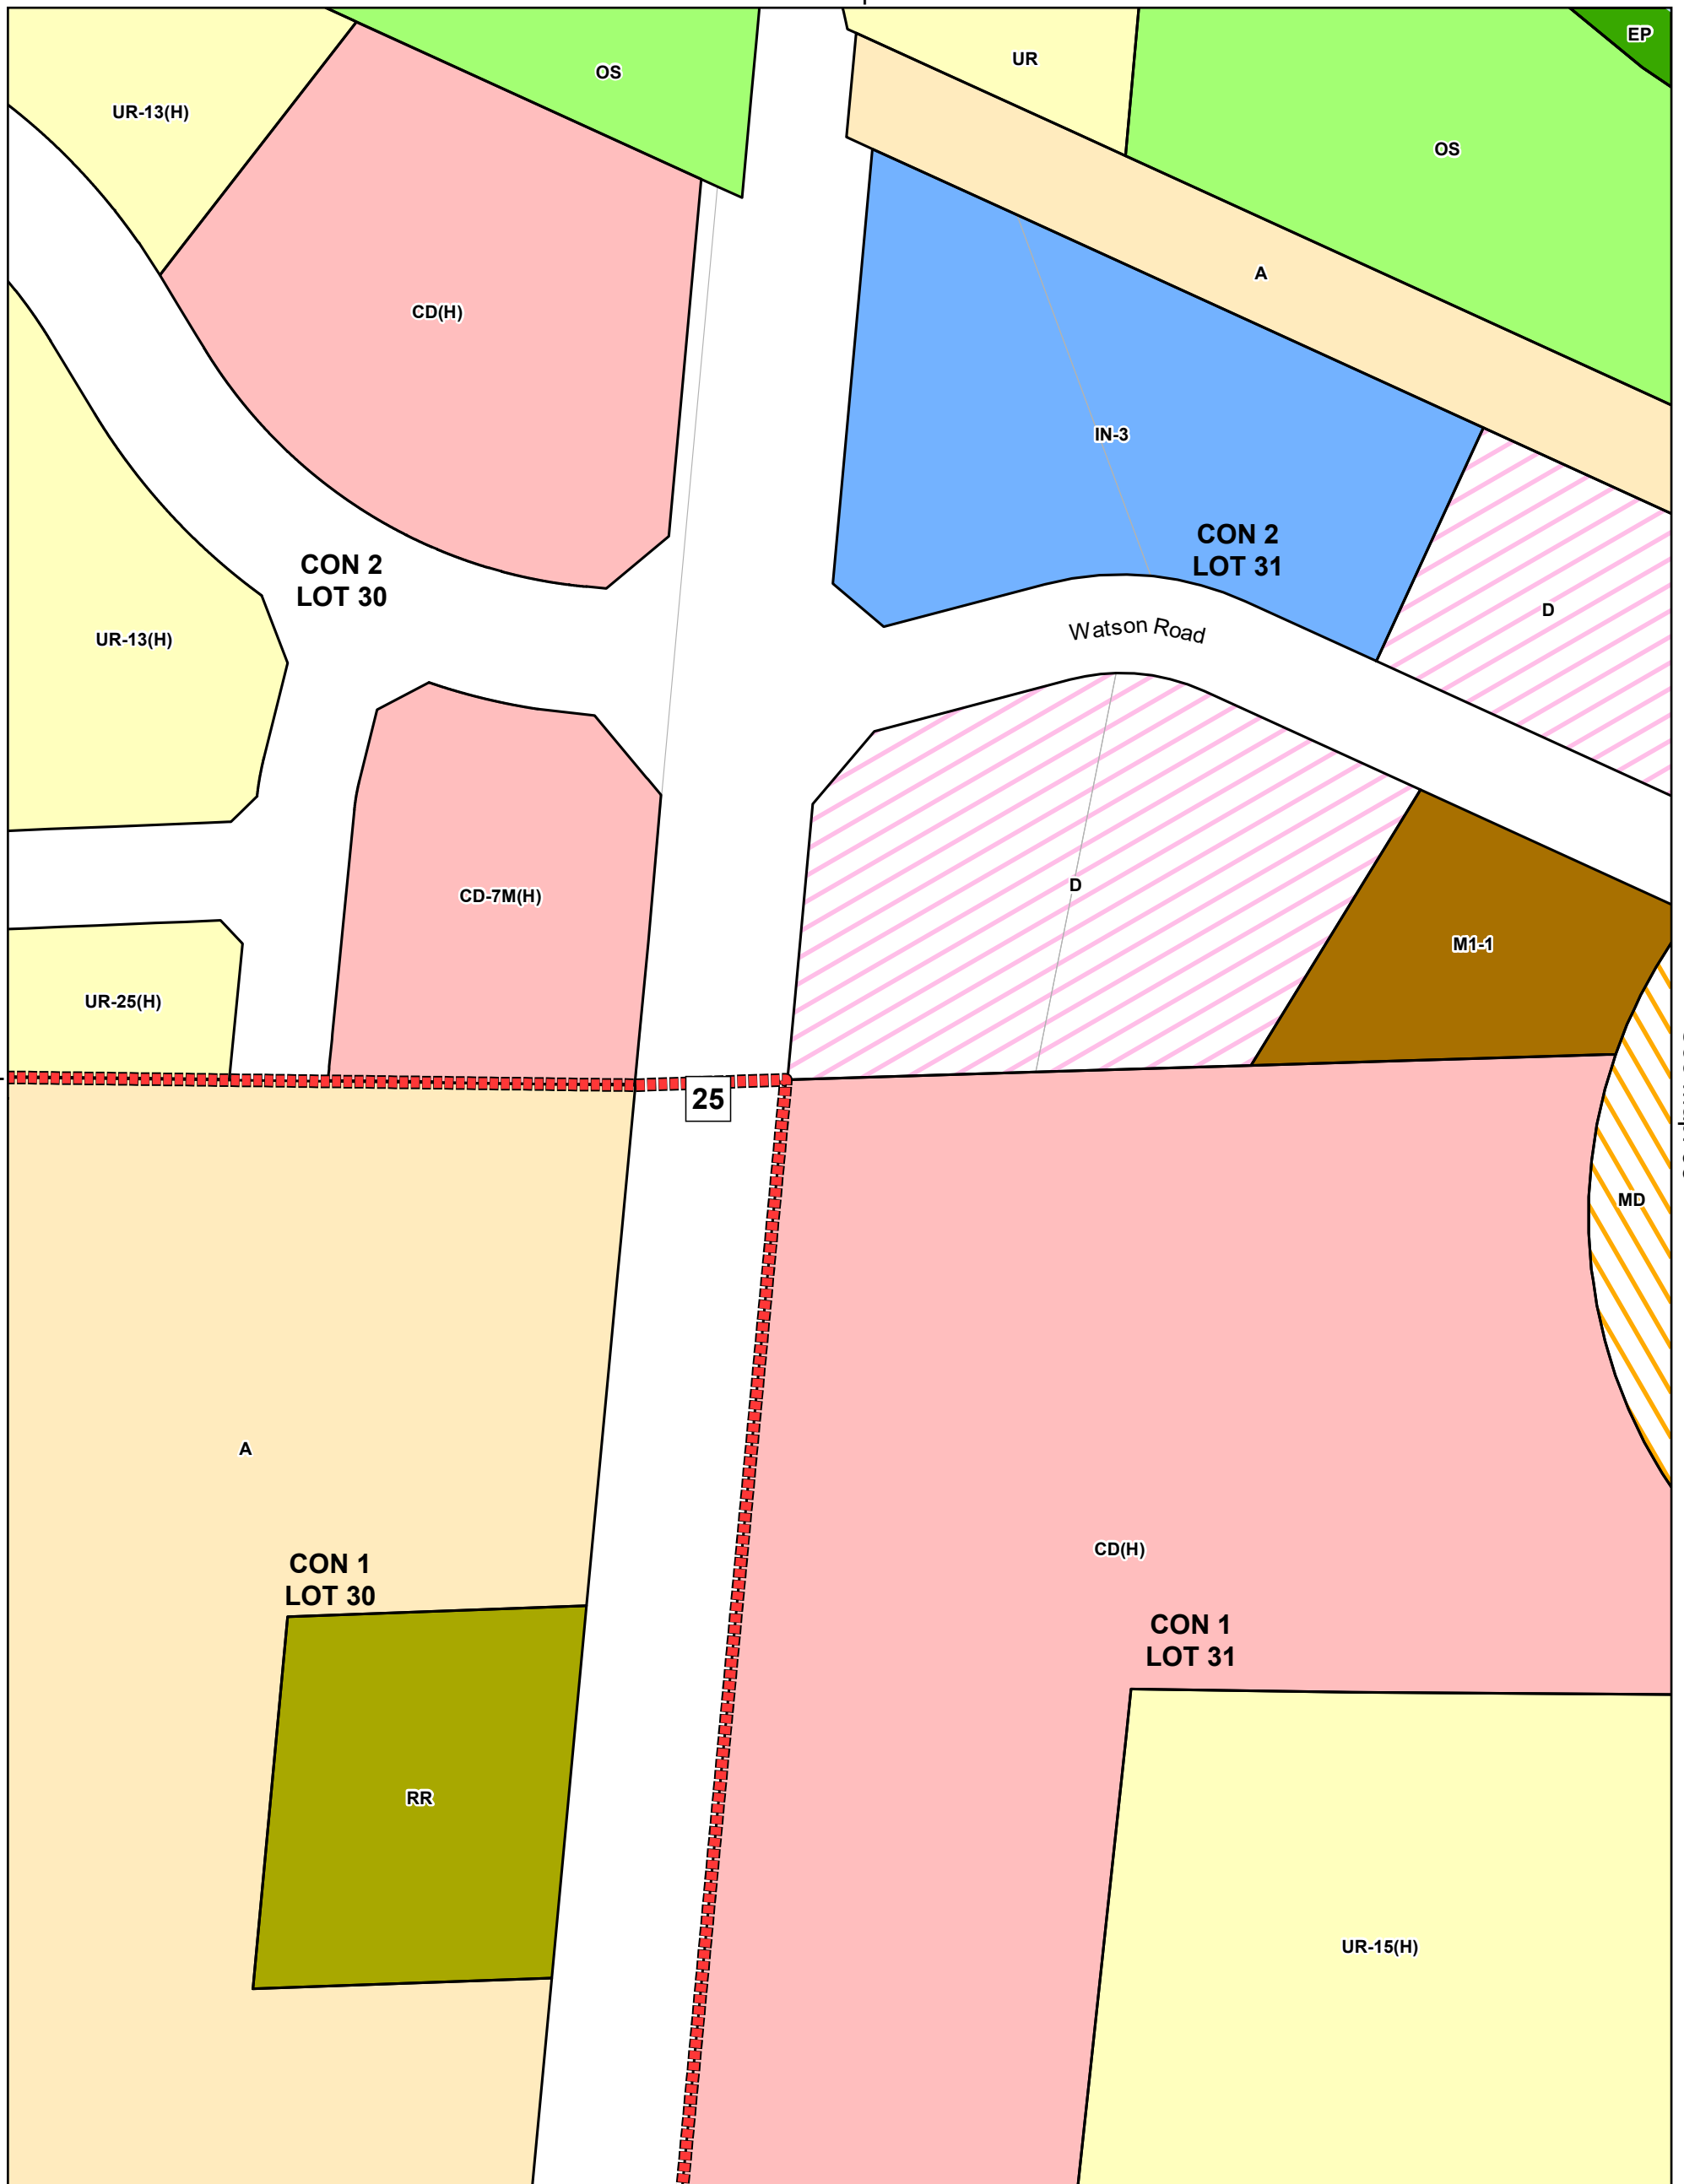 EP
OS
UR
UR-13(H)
OS
A
CD(H)
IN-3
CON 2
LOT 31
CON 2
LOT 30
D
Watson Road
UR-13(H)
D
CD-7M(H)
M1-1
UR-25(H)
25
MD
A
CD(H)
CON 1
LOT 30
CON 1
LOT 31
RR
UR-15(H)